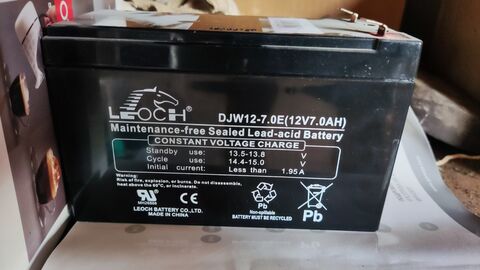 LEOCH
DJW12-7.0E(12V7.0AH)
Maintenance-free Sealed Lead-acid Battery
CONSTANT VOLTAGE CHARGE
Standby use: 13.5-13.8 V
Cycle use: 14.4-15.0 V
Initial current: Less than 1.95A
Warning:
Risk of fire, explosion, or burns. Do not disassemble,
heat above 60°C, or incinerate.
MH26866
LEOCH BATTERY CO.,LTD.
MADE IN CHINA
Pb
Non-spillable
BATTERY MUST BE RECYCLED
Pb